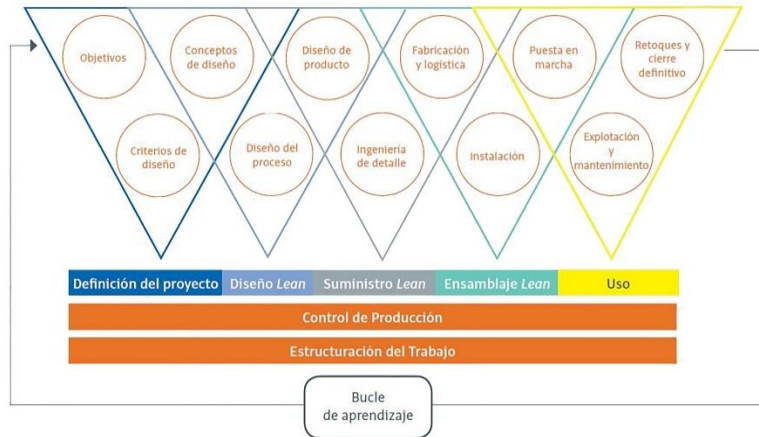 Objetivos
Conceptos
de diseño
Diseño de
producto
Fabricación
y logística
Puesta en
marcha
Retoques y
cierre
definitivo
Criterios de
diseño
Diseño del
proceso
Ingeniería
de detalle
Instalación
Explotación
y
mantenimiento
Definición del proyecto
Diseño Lean
Suministro Lean
Ensamblaje Lean
Uso
Control de Producción
Estructuración del Trabajo
Bucle
de aprendizaje